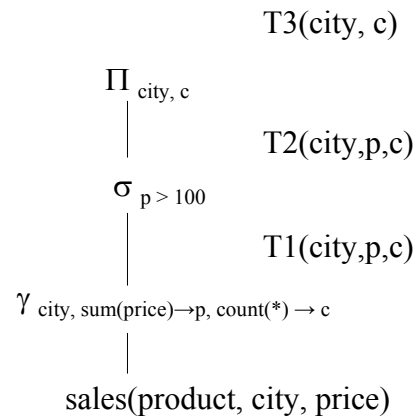 T3(city, c)
Π city, c
T2(city,p,c)
σ p > 100
T1(city,p,c)
γ city, sum(price)→p, count(*) → c
sales(product, city, price)